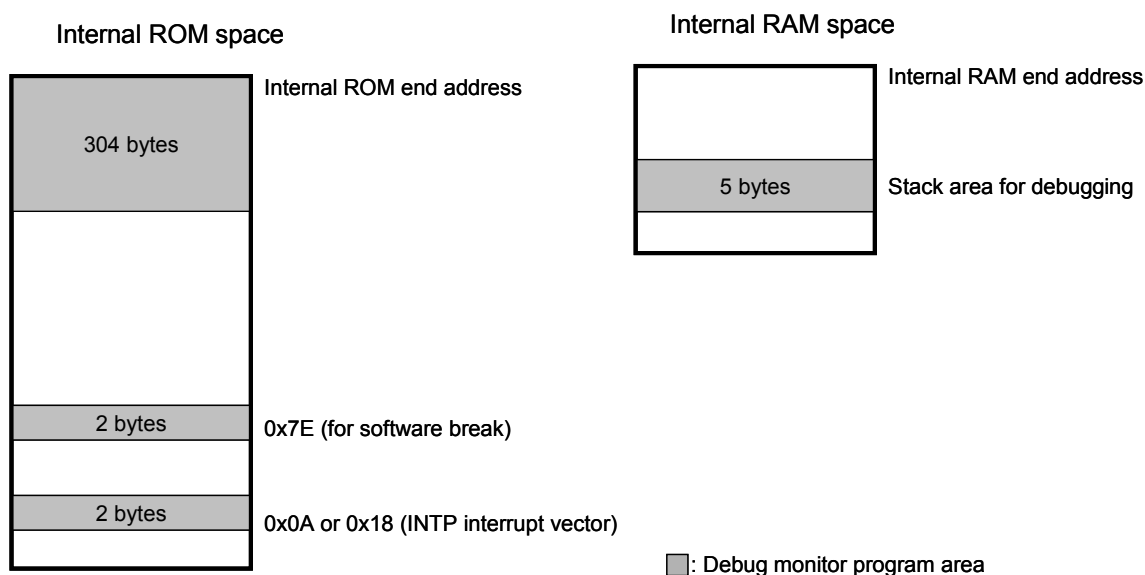 Internal ROM space
Internal ROM end address
304 bytes
2 bytes
0x7E (for software break)
2 bytes
0x0A or 0x18 (INTP interrupt vector)
Internal RAM space
Internal RAM end address
5 bytes
Stack area for debugging
: Debug monitor program area